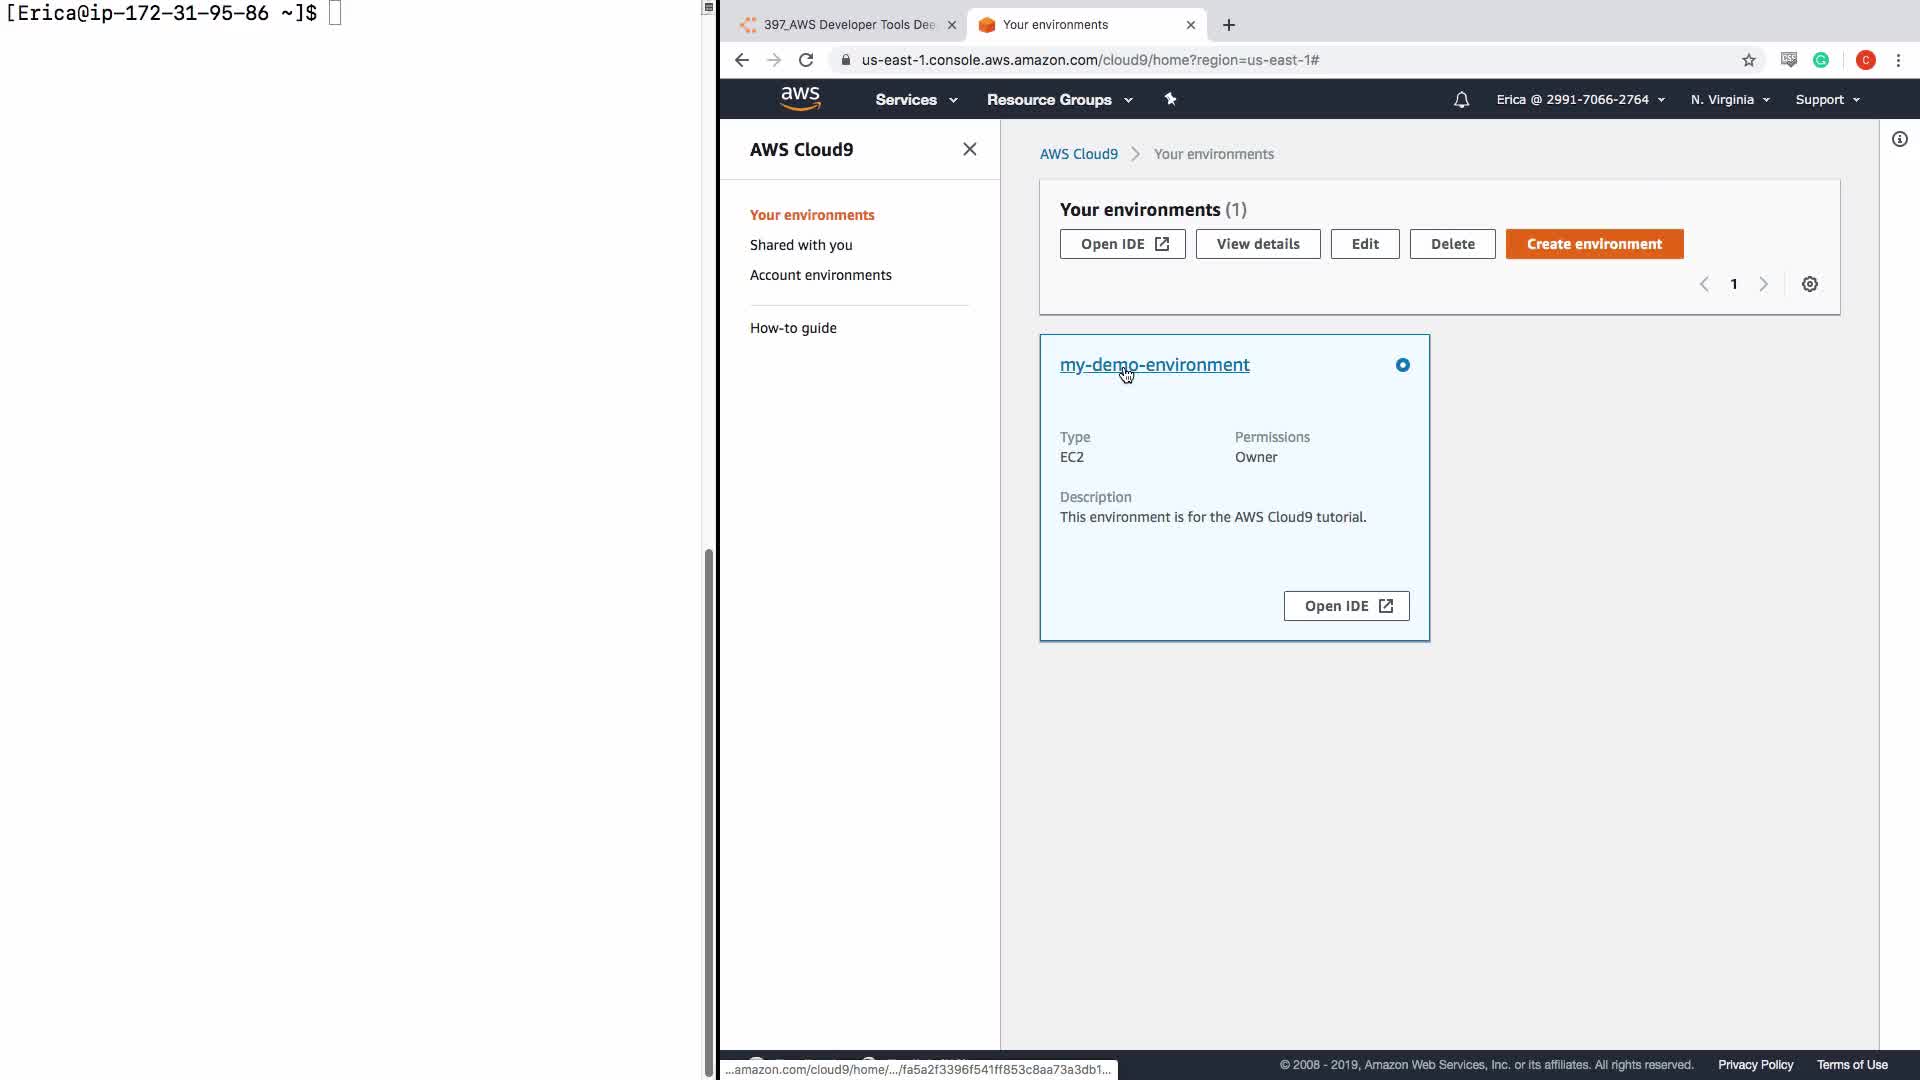 [Erica@ip-172-31-95-86 ~]$
397_AWS Developer Tools Dee
Your environments
us-east-1.console.aws.amazon.com/cloud9/home?region=us-east-1#
aws
Services
Resource Groups
Erica @ 2991-7066-2764
N. Virginia
Support
AWS Cloud9
Your environments
Shared with you
Account environments
How-to guide
AWS Cloud9
Your environments
Your environments (1)
Open IDE
View details
Edit
Delete
Create environment
1
my-demo-environment
Type
EC2
Permissions
Owner
Description
This environment is for the AWS Cloud9 tutorial.
Open IDE
...amazon.com/cloud9/home/.../fa5a2f3396f541ff853c8aa73a3db1...
© 2008 - 2019, Amazon Web Services, Inc. or its affiliates. All rights reserved.
Privacy Policy
Terms of Use